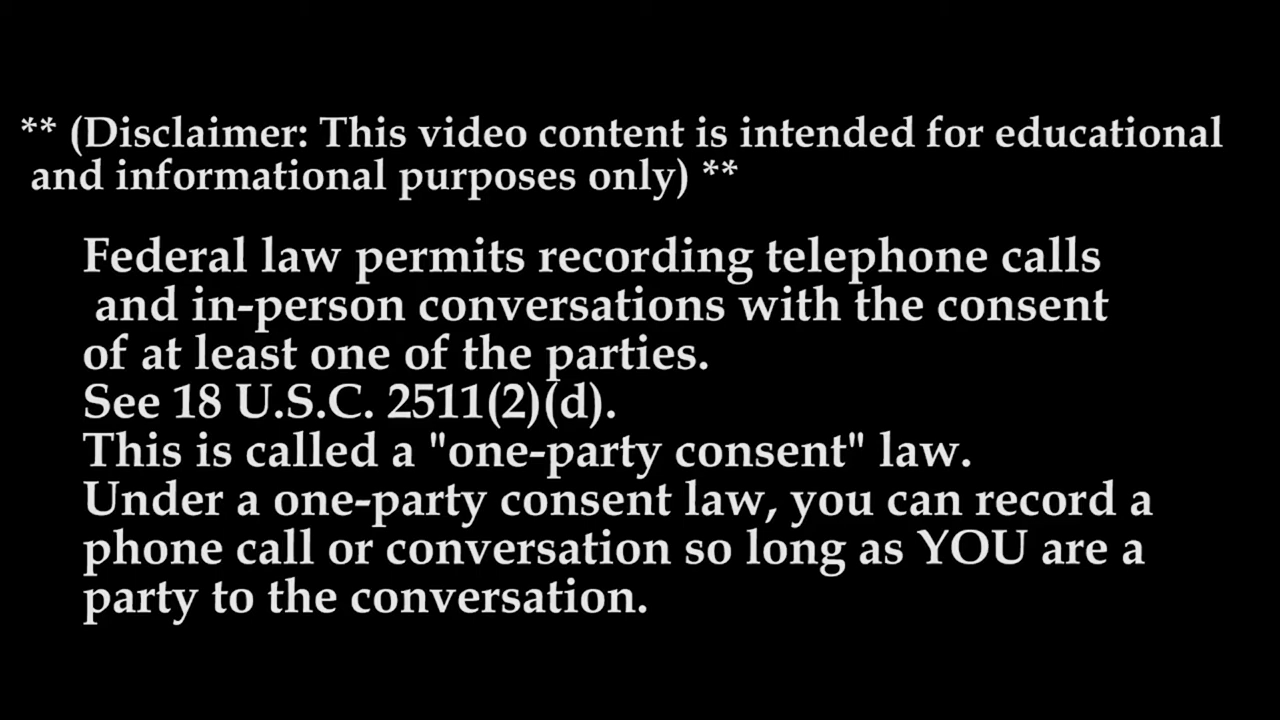 ** (Disclaimer: This video content is intended for educational
and informational purposes only) **
Federal law permits recording telephone calls
and in-person conversations with the consent
of at least one of the parties.
See 18 U.S.C. 2511(2)(d).
This is called a "one-party consent" law.
Under a one-party consent law, you can record a
phone call or conversation so long as YOU are a
party to the conversation.